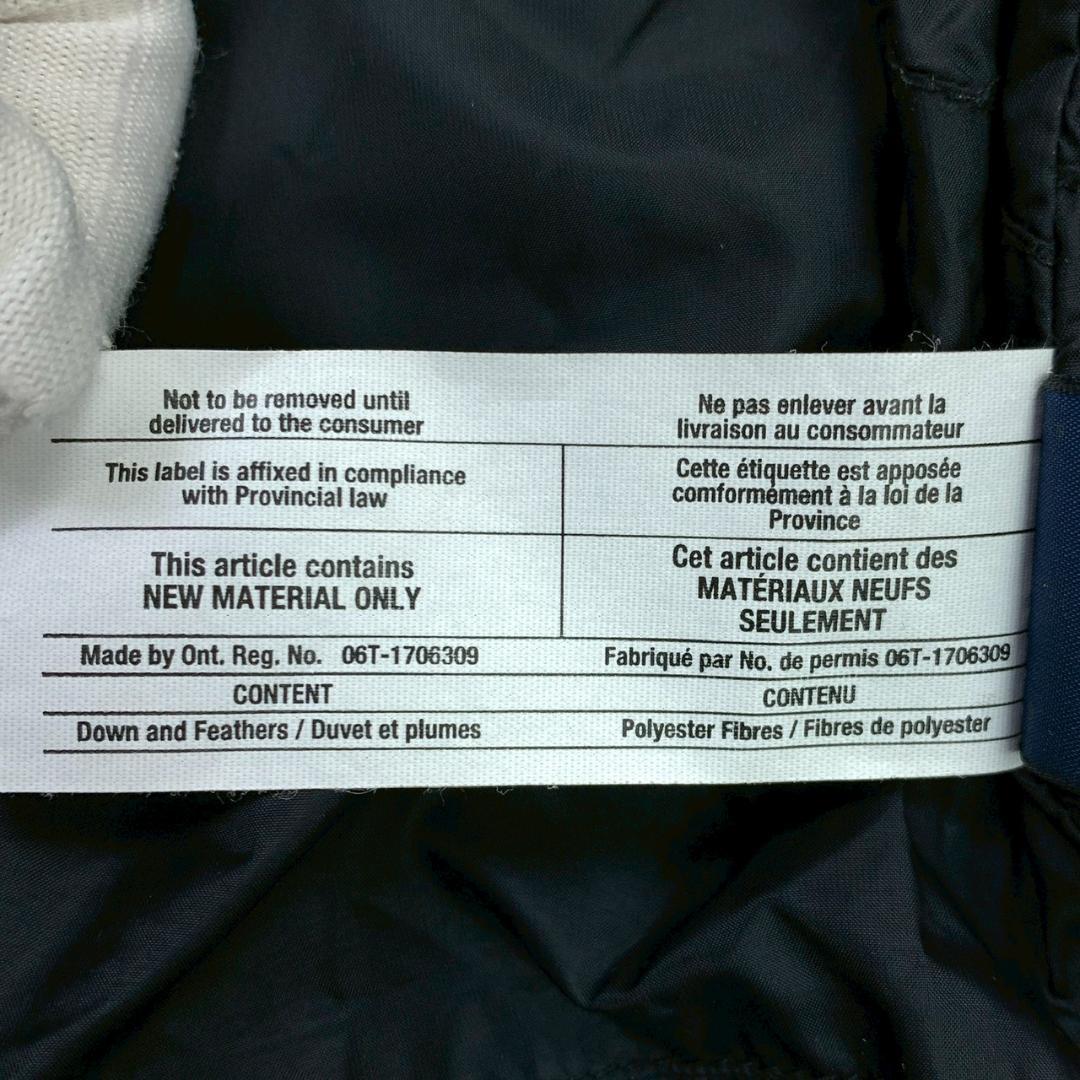 Not to be removed until
delivered to the consumer
Ne pas enlever avant la
livraison au consommateur
This label is affixed in compliance
with Provincial law
Cette étiquette est apposée
comformément à la loi de la
Province
This article contains
NEW MATERIAL ONLY
Cet article contient des
MATÉRIAUX NEUFS
SEULEMENT
Made by Ont. Reg. No. 06T-1706309
Fabriqué par No. de permis 06T-1706309
CONTENT
CONTENU
Down and Feathers / Duvet et plumes
Polyester Fibres / Fibres de polyester